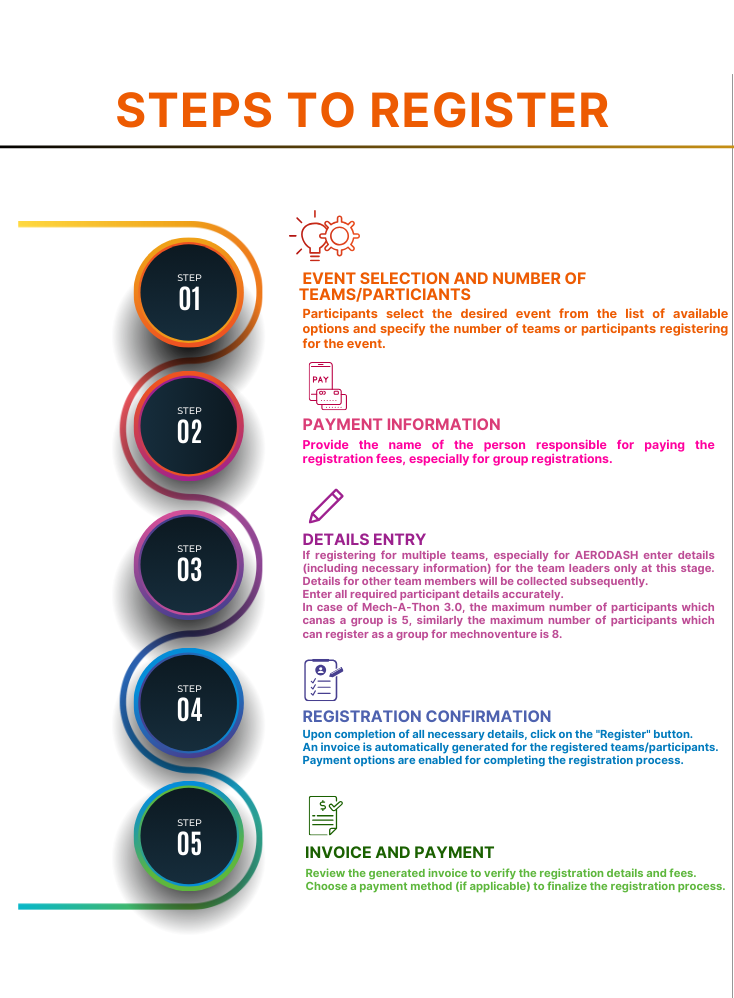 STEPS TO REGISTER
STEP
01
EVENT SELECTION AND NUMBER OF
TEAMS/PARTICIANTS
Participants select the desired event from the list of available
options and specify the number of teams or participants registering
for the event.
PAY
STEP
02
PAYMENT INFORMATION
Provide the name of the person responsible for paying the
registration fees, especially for group registrations.
STEP
03
DETAILS ENTRY
If registering for multiple teams, especially for AERODASH enter details
(including necessary information) for the team leaders only at this stage.
Details for other team members will be collected subsequently.
Enter all required participant details accurately.
In case of Mech-A-Thon 3.0, the maximum number of participants which
canas a group is 5, similarly the maximum number of participants which
can register as a group for mechnoventure is 8.
STEP
04
REGISTRATION CONFIRMATION
Upon completion of all necessary details, click on the "Register" button.
An invoice is automatically generated for the registered teams/participants.
Payment options are enabled for completing the registration process.
$
STEP
05
INVOICE AND PAYMENT
Review the generated invoice to verify the registration details and fees.
Choose a payment method (if applicable) to finalize the registration process.